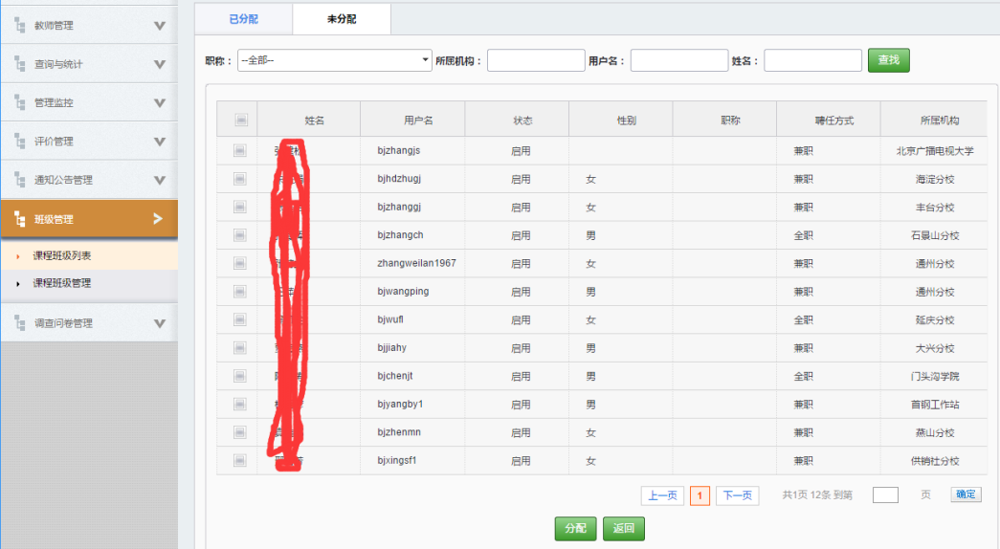 教师管理
查询与统计
管理监控
评价管理
通知公告管理
班级管理
课程班级列表
课程班级管理
调查问卷管理
已分配 未分配
职称： --全部-- 所属机构： 用户名： 姓名： 查找
姓名 用户名 状态 性别 职称 聘任方式 所属机构
bjzhangjs 启用 兼职 北京广播电视大学
bjhdzhugj 启用 女 兼职 海淀分校
bjzhanggj 启用 女 兼职 丰台分校
bjzhangch 启用 男 全职 石景山分校
zhangweilan1967 启用 女 兼职 通州分校
bjwangping 启用 男 兼职 通州分校
bjwufl 启用 女 全职 延庆分校
bjjiahy 启用 男 兼职 大兴分校
bjchenjt 启用 男 全职 门头沟学院
bjyangby1 启用 男 兼职 首钢工作站
bjzhenmn 启用 女 兼职 燕山分校
bjxingsf1 启用 女 兼职 供销社分校
上一页 1 下一页 共1页 12条 到第 页 确定
分配 返回